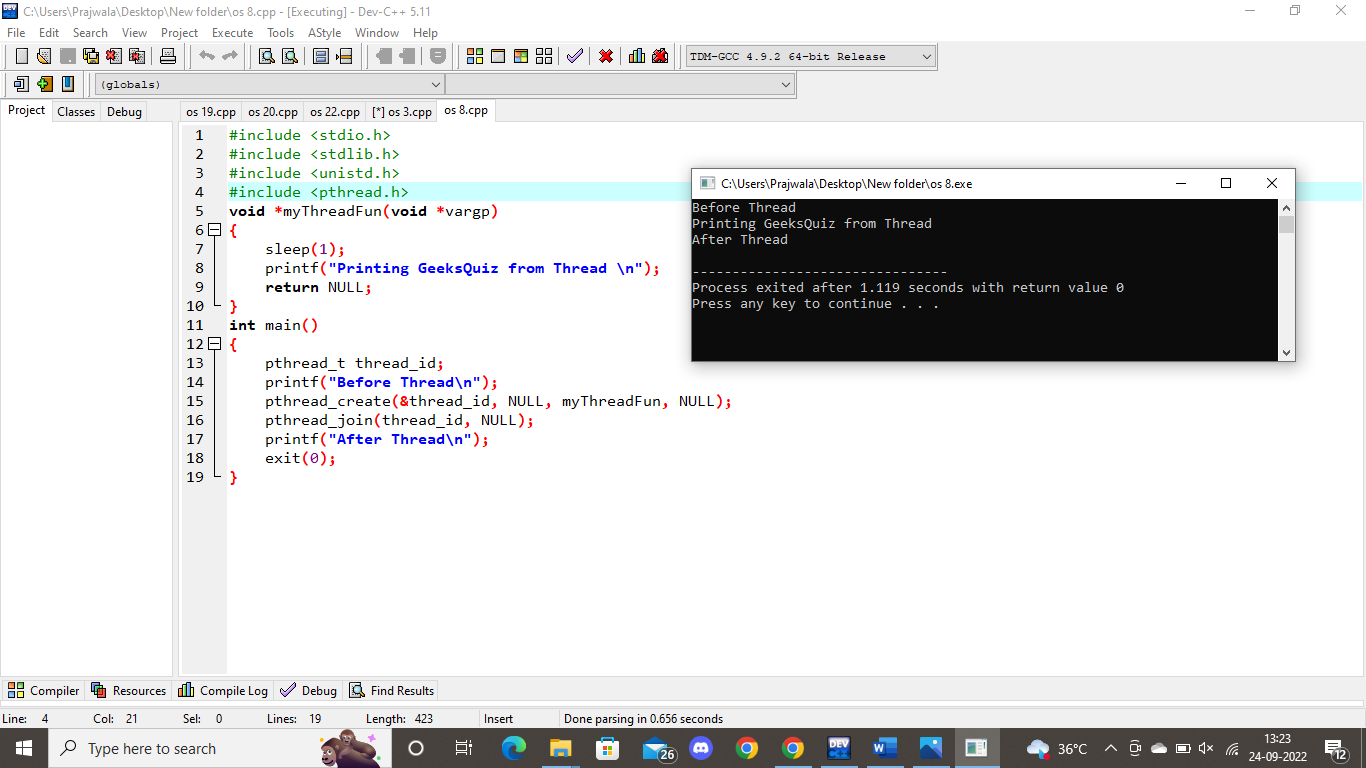 C:\Users\Prajwala\Desktop\New folder\os 8.cpp - [Executing] - Dev-C++ 5.11
File Edit Search View Project Execute Tools AStyle Window Help
TDM-GCC 4.9.2 64-bit Release
(globals)
Project Classes Debug
os 19.cpp os 20.cpp os 22.cpp [*] os 3.cpp os 8.cpp
1 #include <stdio.h>
2 #include <stdlib.h>
3 #include <unistd.h>
4 #include <pthread.h>
5 void *myThreadFun(void *vargp)
6 {
7 sleep(1);
8 printf("Printing GeeksQuiz from Thread \n");
9 return NULL;
10 }
11 int main()
12 {
13 pthread_t thread_id;
14 printf("Before Thread\n");
15 pthread_create(&thread_id, NULL, myThreadFun, NULL);
16 pthread_join(thread_id, NULL);
17 printf("After Thread\n");
18 exit(0);
19 }
C:\Users\Prajwala\Desktop\New folder\os 8.exe
Before Thread
Printing GeeksQuiz from Thread
After Thread
--------------------------------
Process exited after 1.119 seconds with return value 0
Press any key to continue . . .
Compiler Resources Compile Log Debug Find Results
Line: 4 Col: 21 Sel: 0 Lines: 19 Length: 423 Insert Done parsing in 0.656 seconds
Type here to search
26
DEV
36°C
13:23
24-09-2022
12